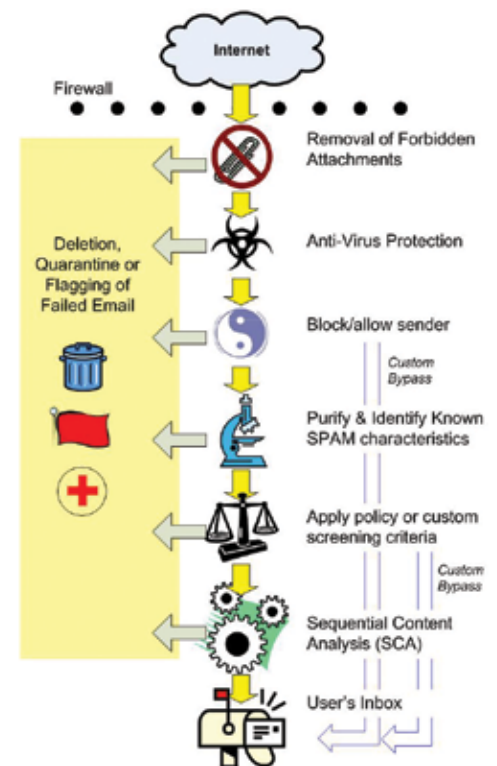 Internet
Firewall
Removal of Forbidden
Attachments
Deletion,
Quarantine or
Flagging of
Failed Email
Anti-Virus Protection
Block/allow sender
Custom
Bypass
Purify & Identify Known
SPAM characteristics
Apply policy or custom
screening criteria
Custom
Bypass
Sequential Content
Analysis (SCA)
User's Inbox